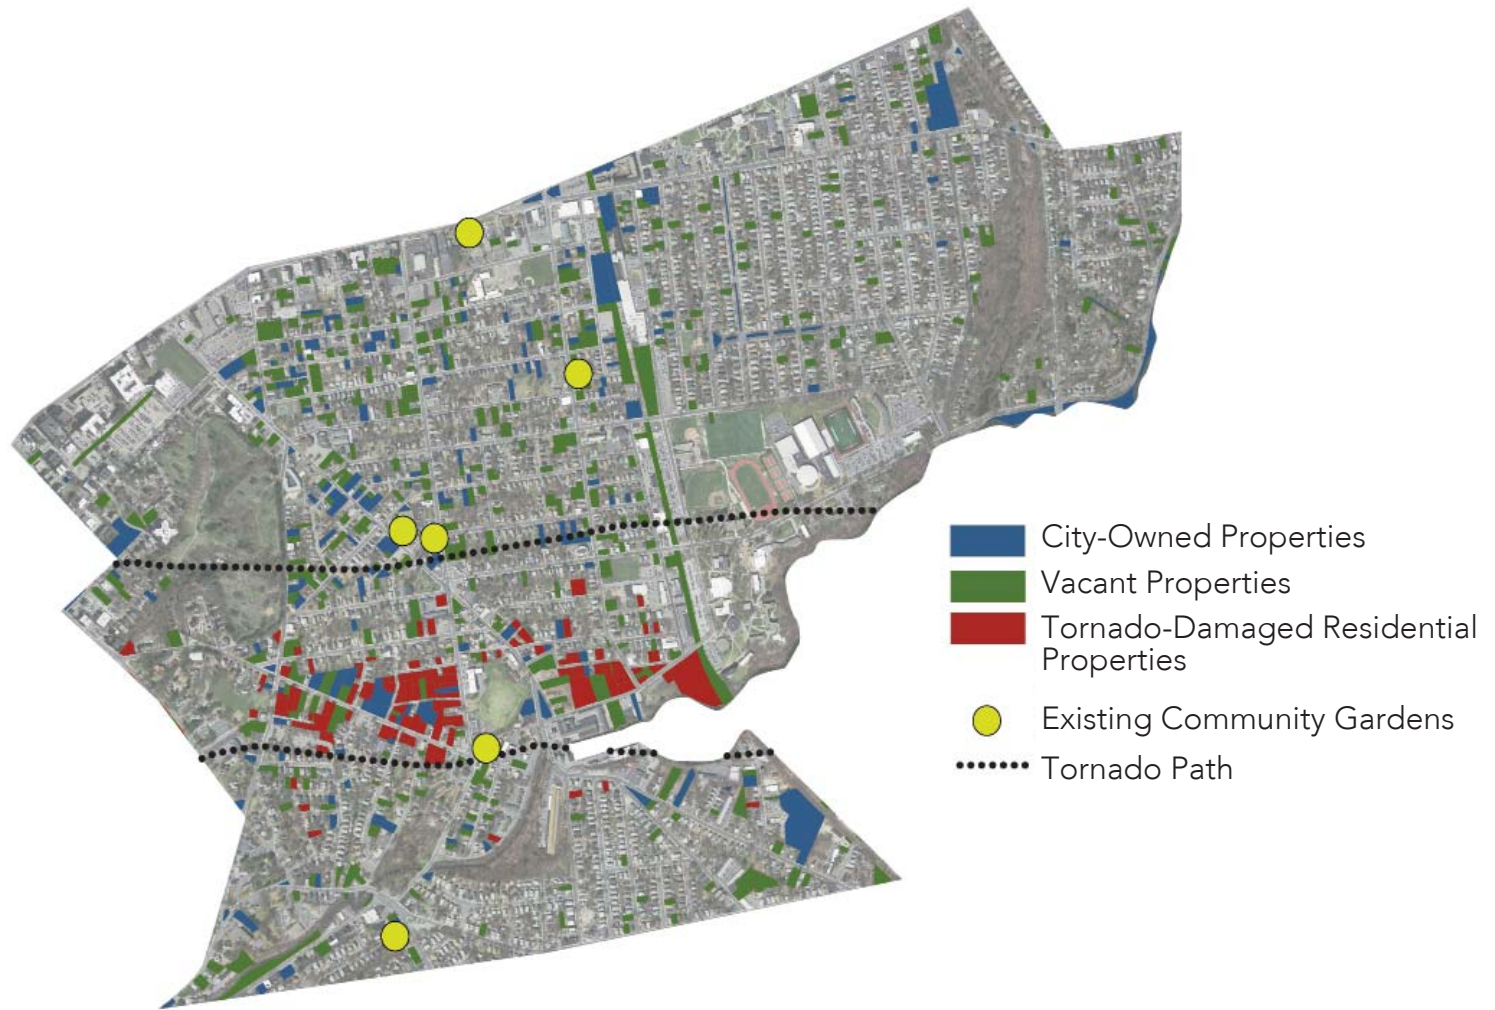 City-Owned Properties
Vacant Properties
Tornado-Damaged Residential
Properties
Existing Community Gardens
Tornado Path